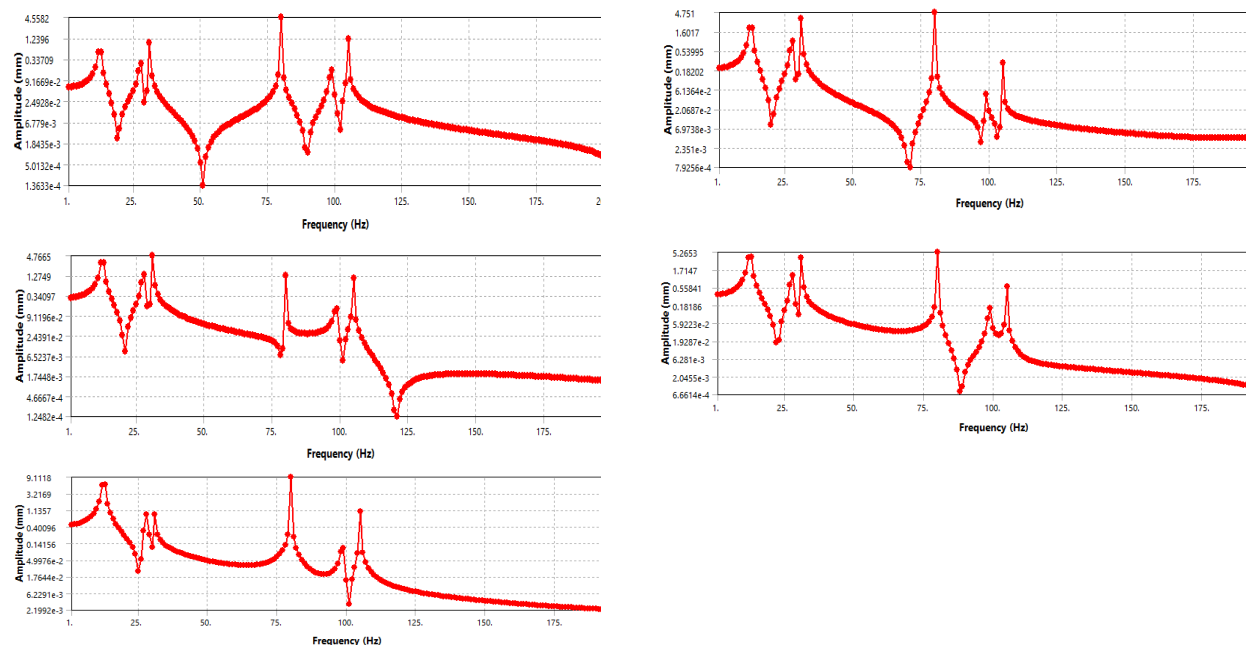 Amplitude (mm)
4.5582
1.2396
0.33709
9.1669e-2
2.4928e-2
6.779e-3
1.8435e-3
5.0132e-4
1.3633e-4
1. 25. 50. 75. 100. 125. 150. 175. 2
Frequency (Hz)
Amplitude (mm)
4.751
1.6017
0.53995
0.18202
6.1364e-2
2.0687e-2
6.9738e-3
2.351e-3
7.9256e-4
1. 25. 50. 75. 100. 125. 150. 175.
Frequency (Hz)
Amplitude (mm)
4.7665
1.2749
0.34097
9.1196e-2
2.4391e-2
6.5237e-3
1.7448e-3
4.6667e-4
1.2482e-4
1. 25. 50. 75. 100. 125. 150. 175.
Frequency (Hz)
Amplitude (mm)
5.2653
1.7147
0.55841
0.18186
5.9223e-2
1.9287e-2
6.281e-3
2.0455e-3
6.6614e-4
1. 25. 50. 75. 100. 125. 150. 175.
Frequency (Hz)
Amplitude (mm)
9.1118
3.2169
1.1357
0.40096
0.14156
4.9976e-2
1.7644e-2
6.2291e-3
2.1992e-3
1. 25. 50. 75. 100. 125. 150. 175.
Frequency (Hz)